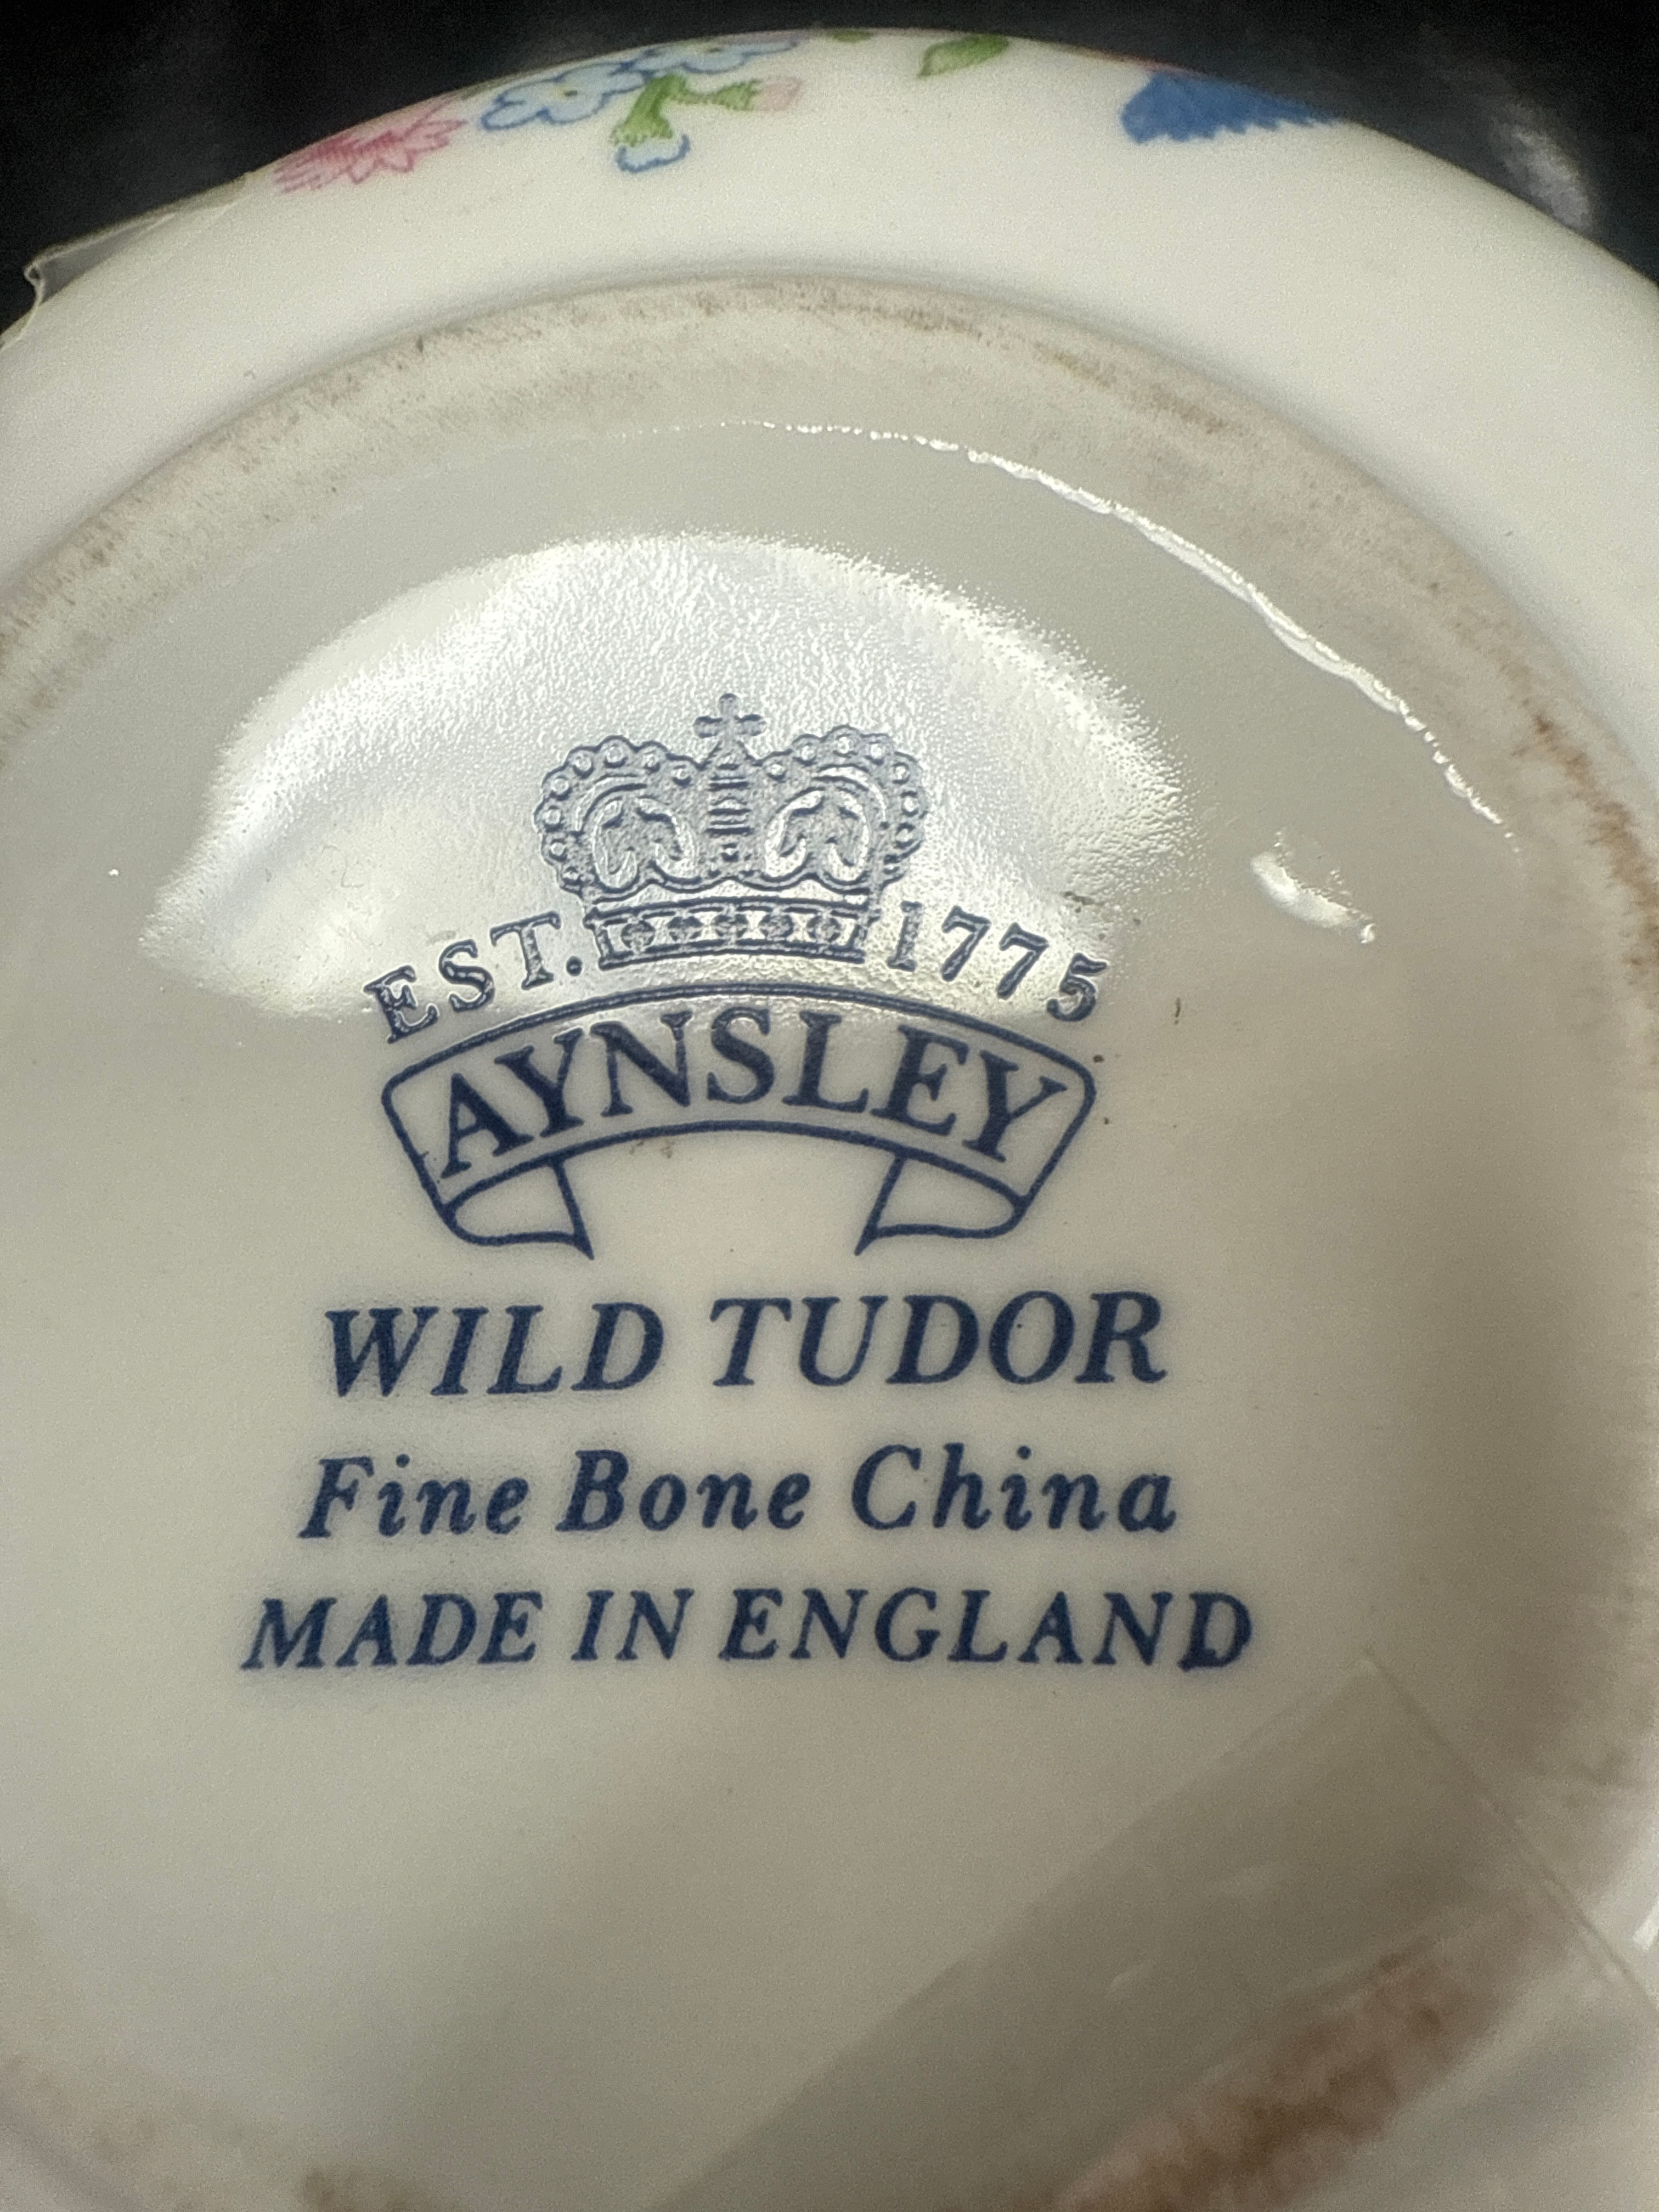 EST. 1775
AYNSLEY
WILD TUDOR
Fine Bone China
MADE IN ENGLAND